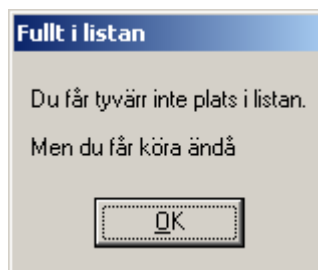 Fullt i listan
Du får tyvärr inte plats i listan.
Men du får köra ändå
OK